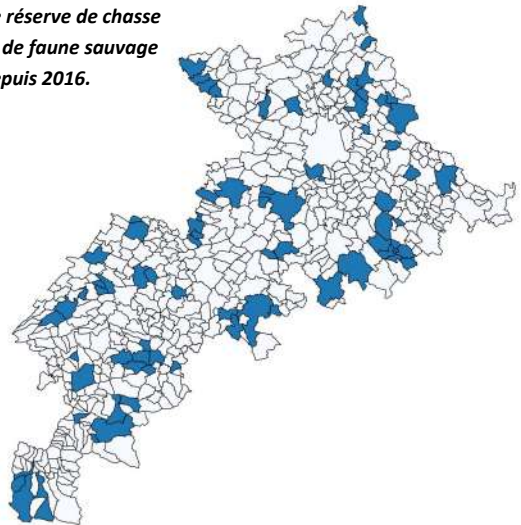 réserve de chasse
de faune sauvage
puis 2016.